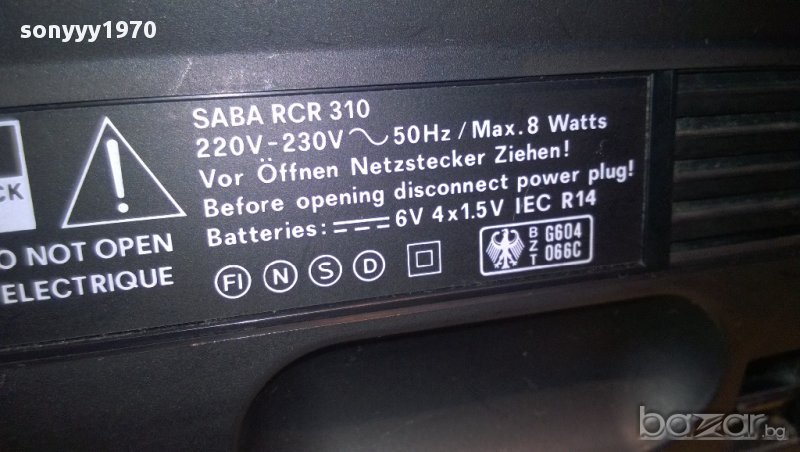 sonyyy1970
SABA RCR 310
220V-230V ~ 50Hz / Max. 8 Watts
Vor Öffnen Netzstecker Ziehen!
Before opening disconnect power plug!
Batteries: 6V 4x1.5V IEC R14
FI N S D
BZT G604 066C
CK
O NOT OPEN
ELECTRIQUE
bazar.bg